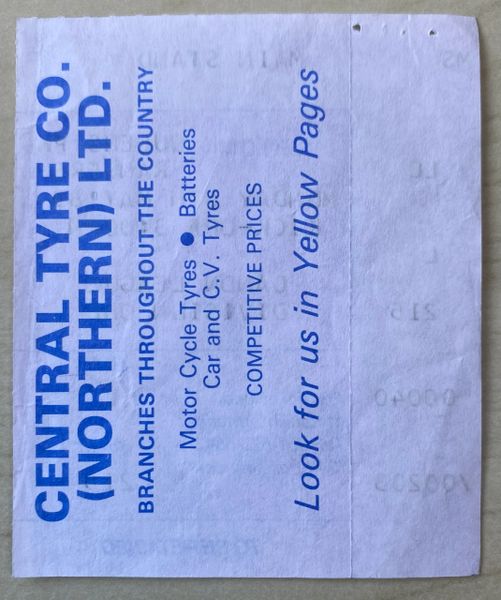 CENTRAL TYRE CO.
(NORTHERN) LTD.
BRANCHES THROUGHOUT THE COUNTRY
Motor Cycle Tyres ● Batteries
Car and C.V. Tyres
COMPETITIVE PRICES
Look for us in Yellow Pages